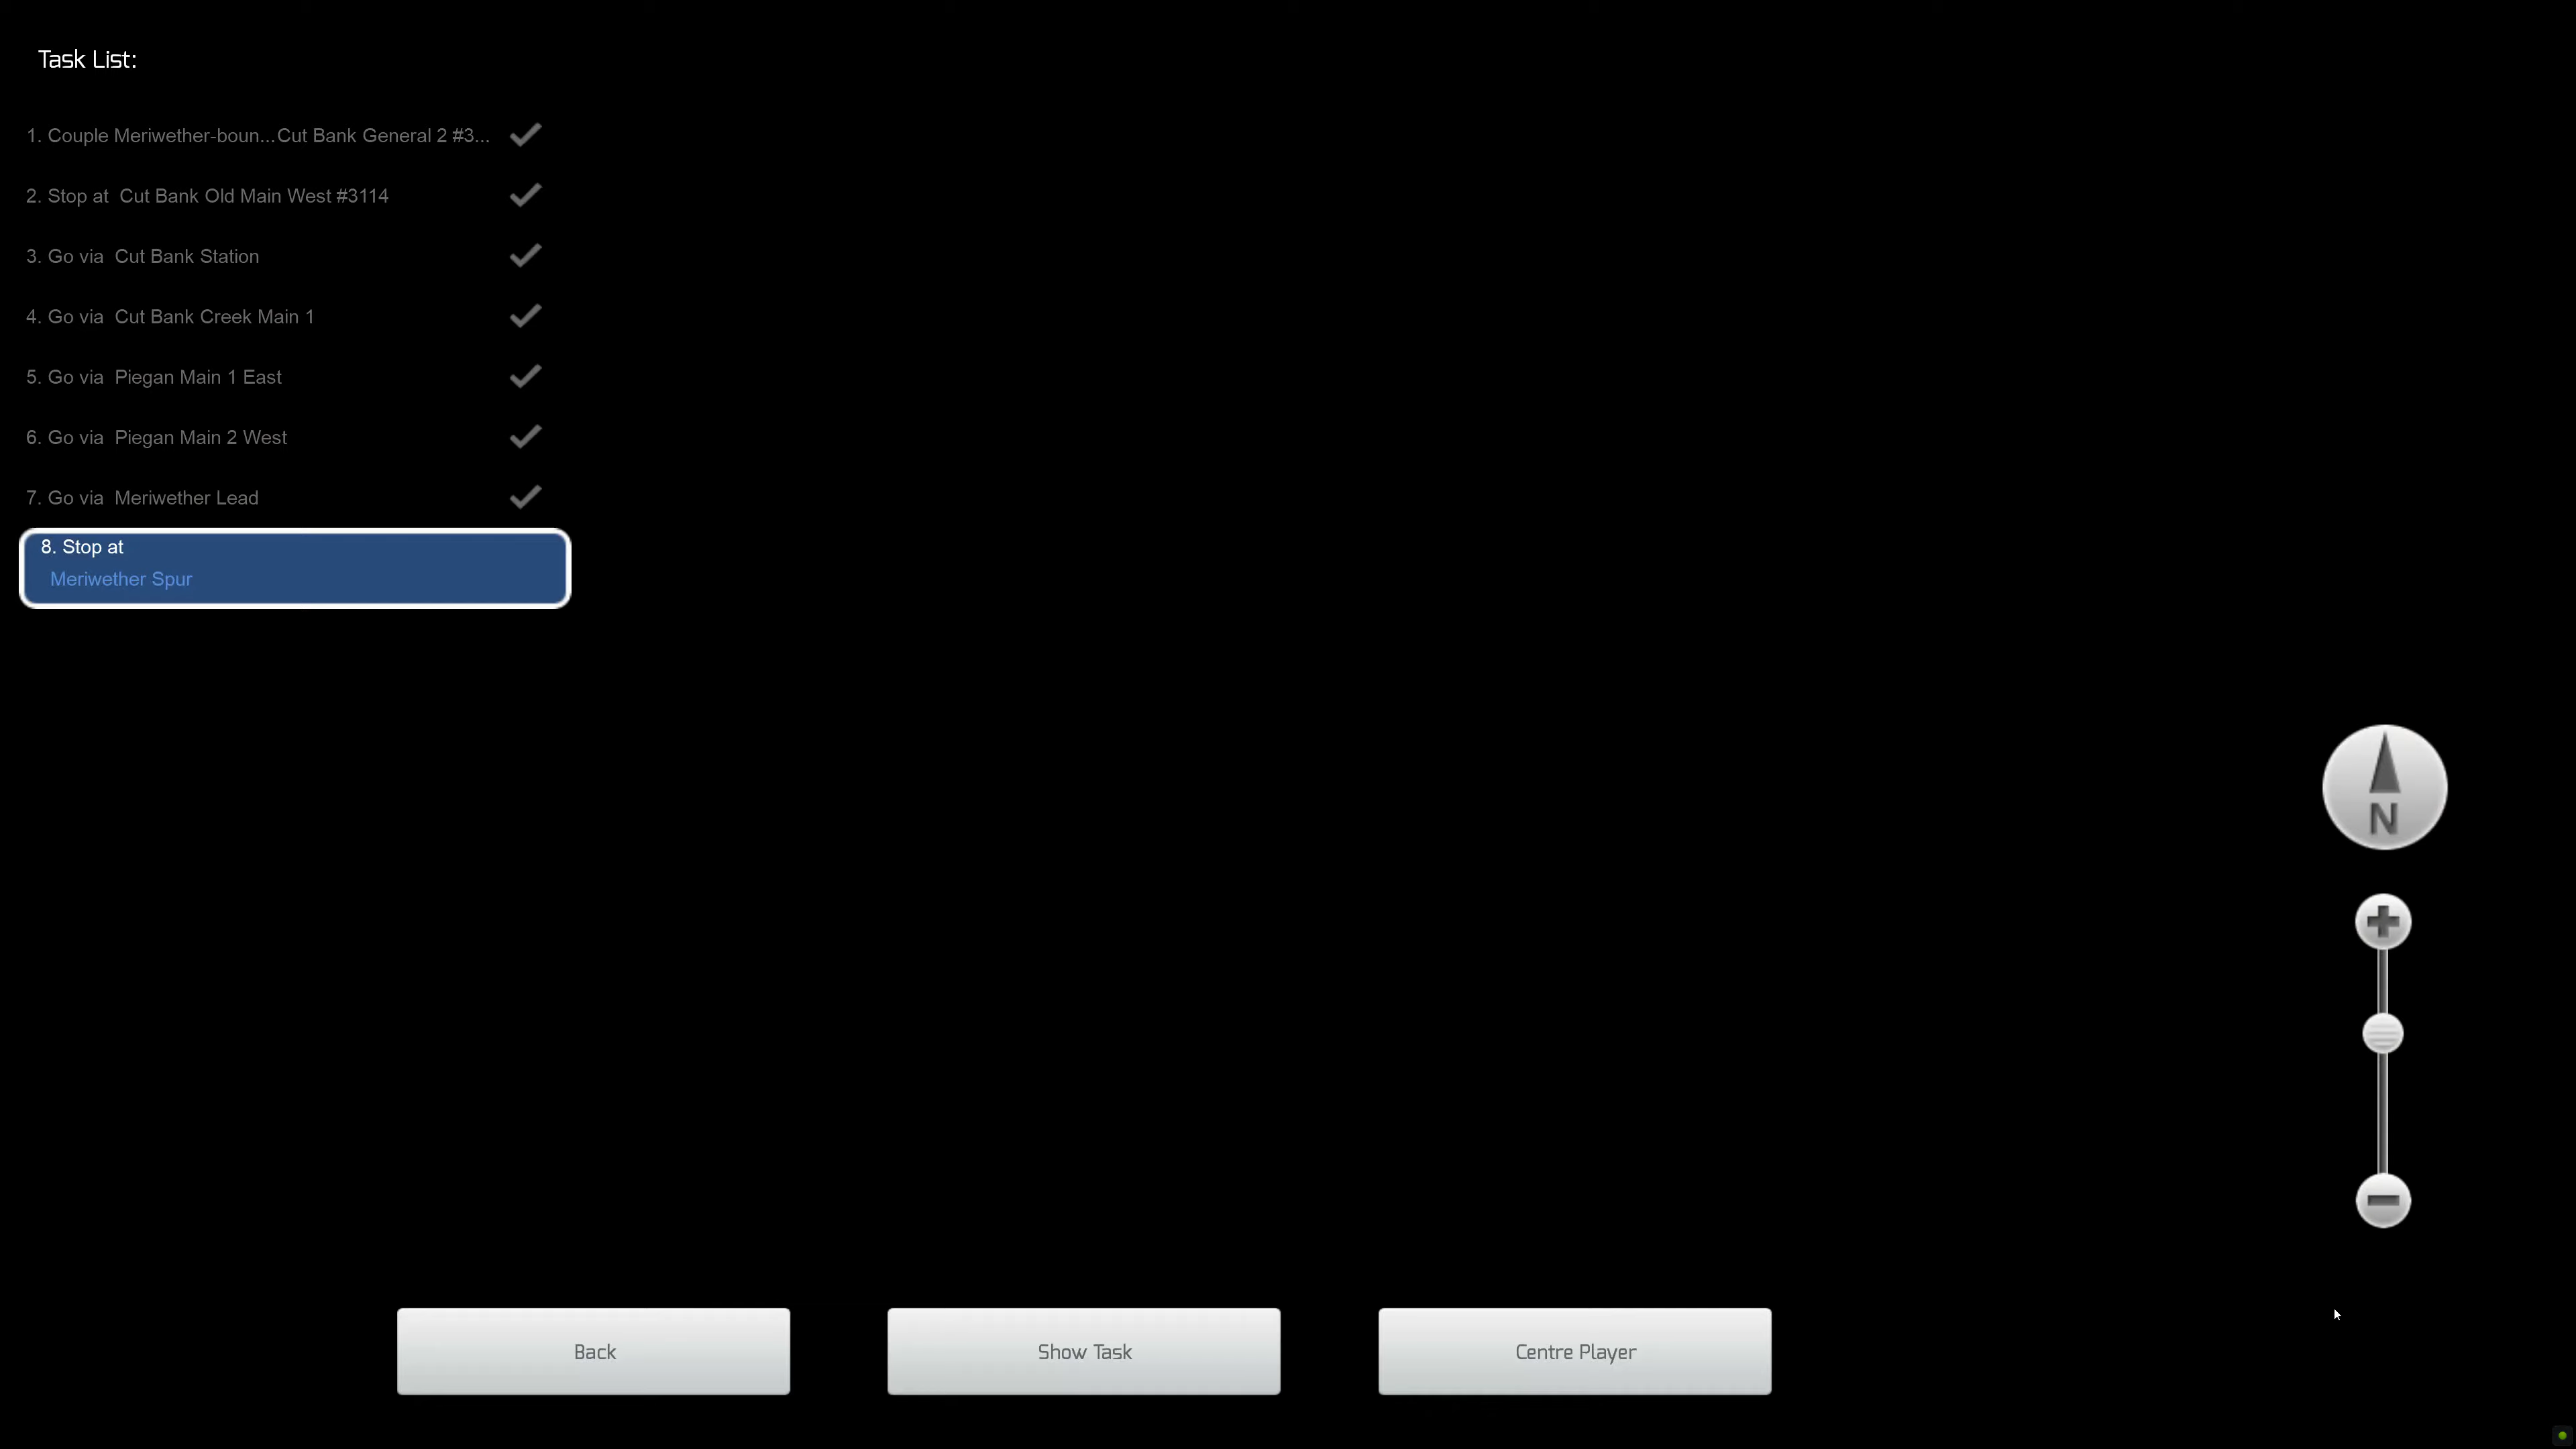 Task List:
1. Couple Meriwether-boun...Cut Bank General 2 #3...
2. Stop at  Cut Bank Old Main West #3114
3. Go via  Cut Bank Station
4. Go via  Cut Bank Creek Main 1
5. Go via  Piegan Main 1 East
6. Go via  Piegan Main 2 West
7. Go via  Meriwether Lead
8. Stop at
Meriwether Spur
N
Back
Show Task
Centre Player